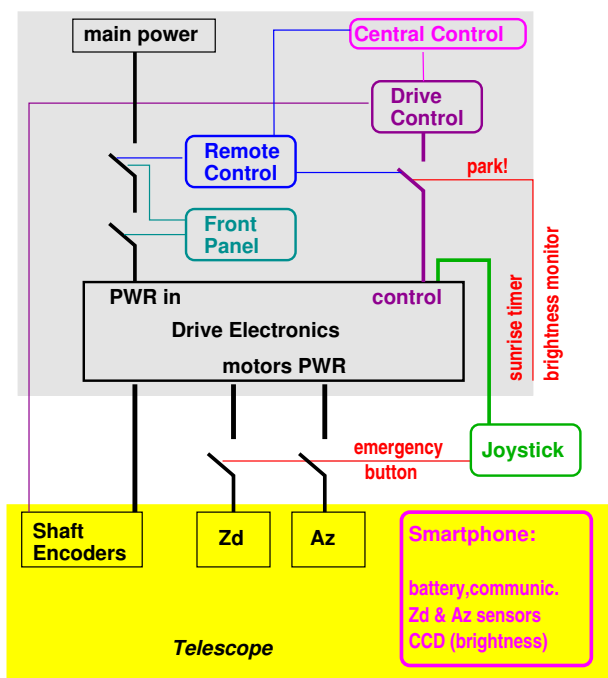 main power
Central Control
Drive
Control
Remote
Control
park!
Front
Panel
sunrise timer
brightness monitor
PWR in
control
Drive Electronics
motors PWR
emergency
button
Joystick
Shaft
Encoders
Zd
Az
Smartphone:
battery,communic.
Zd & Az sensors
CCD (brightness)
Telescope